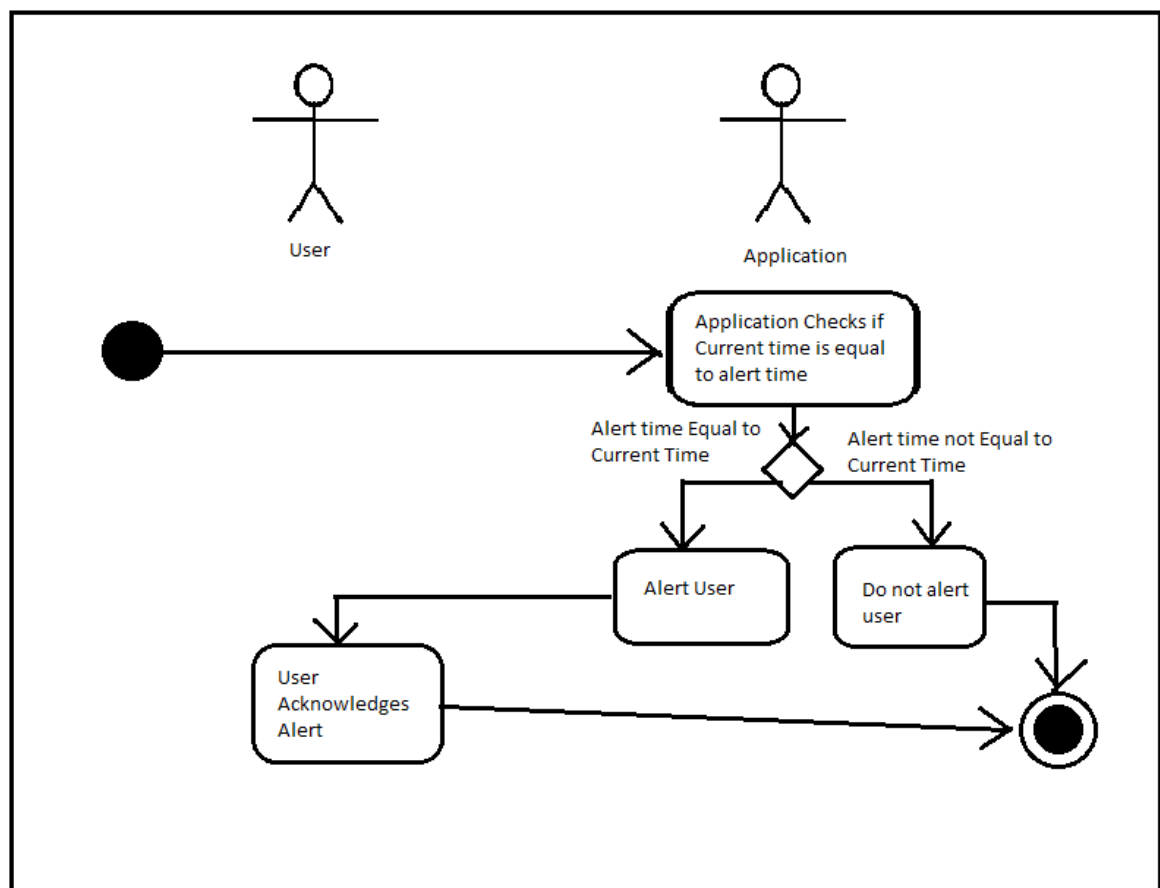 User
Application
Application Checks if
Current time is equal
to alert time
Alert time Equal to
Current Time
Alert time not Equal to
Current Time
Alert User
Do not alert
user
User
Acknowledges
Alert